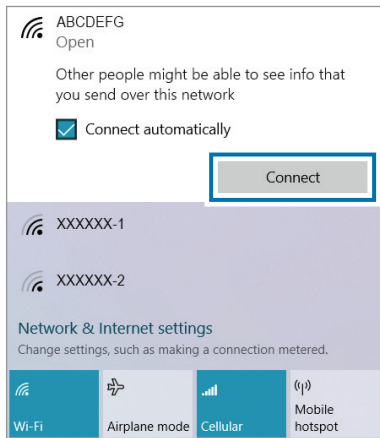 ABCDEFG
Open
Other people might be able to see info that
you send over this network
Connect automatically
Connect
XXXXXX-1
XXXXXX-2
Network & Internet settings
Change settings, such as making a connection metered.
Wi-Fi
Airplane mode
Cellular
Mobile
hotspot